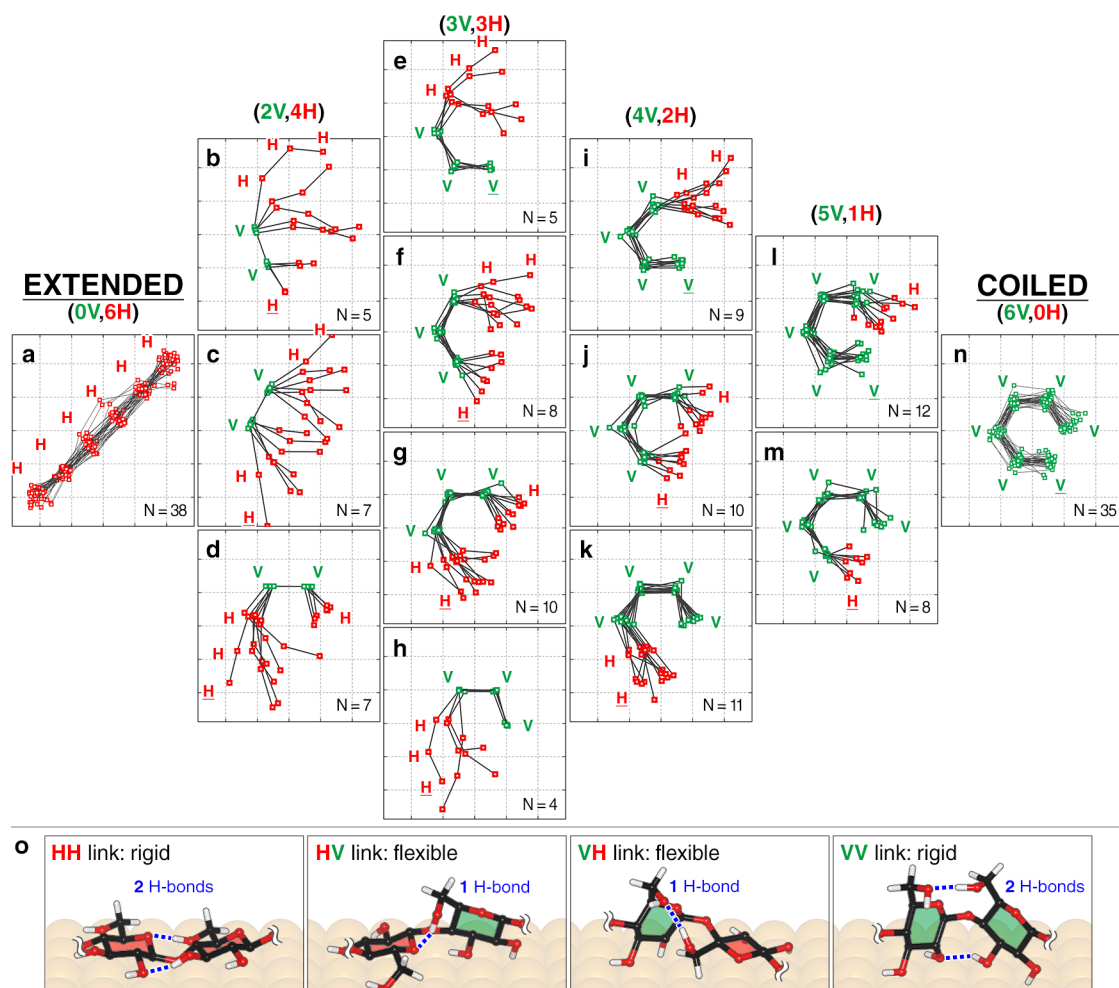 (3V,3H)
e
H
H
H
V
V
V
N = 5
(2V,4H)
b
H
H
H
V
V
H
N = 5
(4V,2H)
i
H
V
V
V
V
N = 9
f
H
H
V
V
V
H
N = 8
(5V,1H)
l
V
V
H
V
V
V
N = 12
EXTENDED
(0V,6H)
a
H
H
H
H
H
H
N = 38
c
H
H
V
V
H
H
N = 7
j
V
V
H
V
V
H
N = 10
COILED
(6V,0H)
n
V
V
V
V
V
V
N = 35
g
V
V
H
V
H
H
N = 10
m
V
V
V
V
V
H
N = 8
d
V
V
H
H
H
H
N = 7
k
V
V
V
V
H
H
N = 11
h
V
V
V
H
H
H
N = 4
o
HH link: rigid
2 H-bonds
HV link: flexible
1 H-bond
VH link: flexible
1 H-bond
VV link: rigid
2 H-bonds